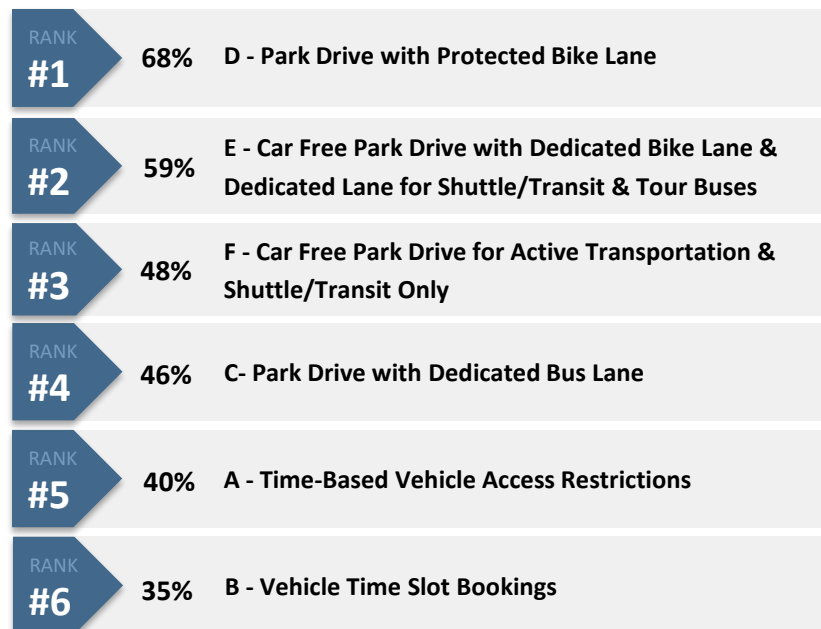 RANK
#1
68%
D - Park Drive with Protected Bike Lane
RANK
#2
59%
E - Car Free Park Drive with Dedicated Bike Lane &
Dedicated Lane for Shuttle/Transit & Tour Buses
RANK
#3
48%
F - Car Free Park Drive for Active Transportation &
Shuttle/Transit Only
RANK
#4
46%
C- Park Drive with Dedicated Bus Lane
RANK
#5
40%
A - Time-Based Vehicle Access Restrictions
RANK
#6
35%
B - Vehicle Time Slot Bookings